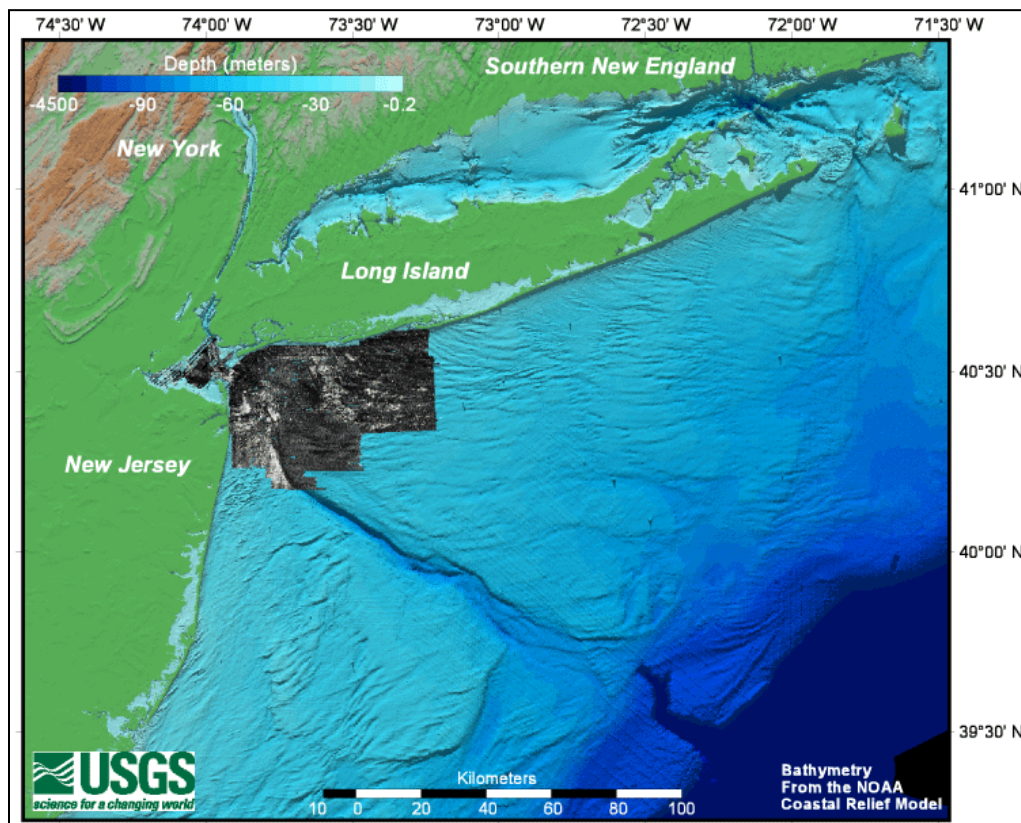 74°30' W 74°00' W 73°30' W 73°00' W 72°30' W 72°00' W 71°30' W
Depth (meters)
-4500 -90 -60 -30 -0.2
Southern New England
New York
41°00' N
Long Island
40°30' N
New Jersey
40°00' N
39°30' N
USGS
science for a changing world
Kilometers
10 0 20 40 60 80 100
Bathymetry
From the NOAA
Coastal Relief Model